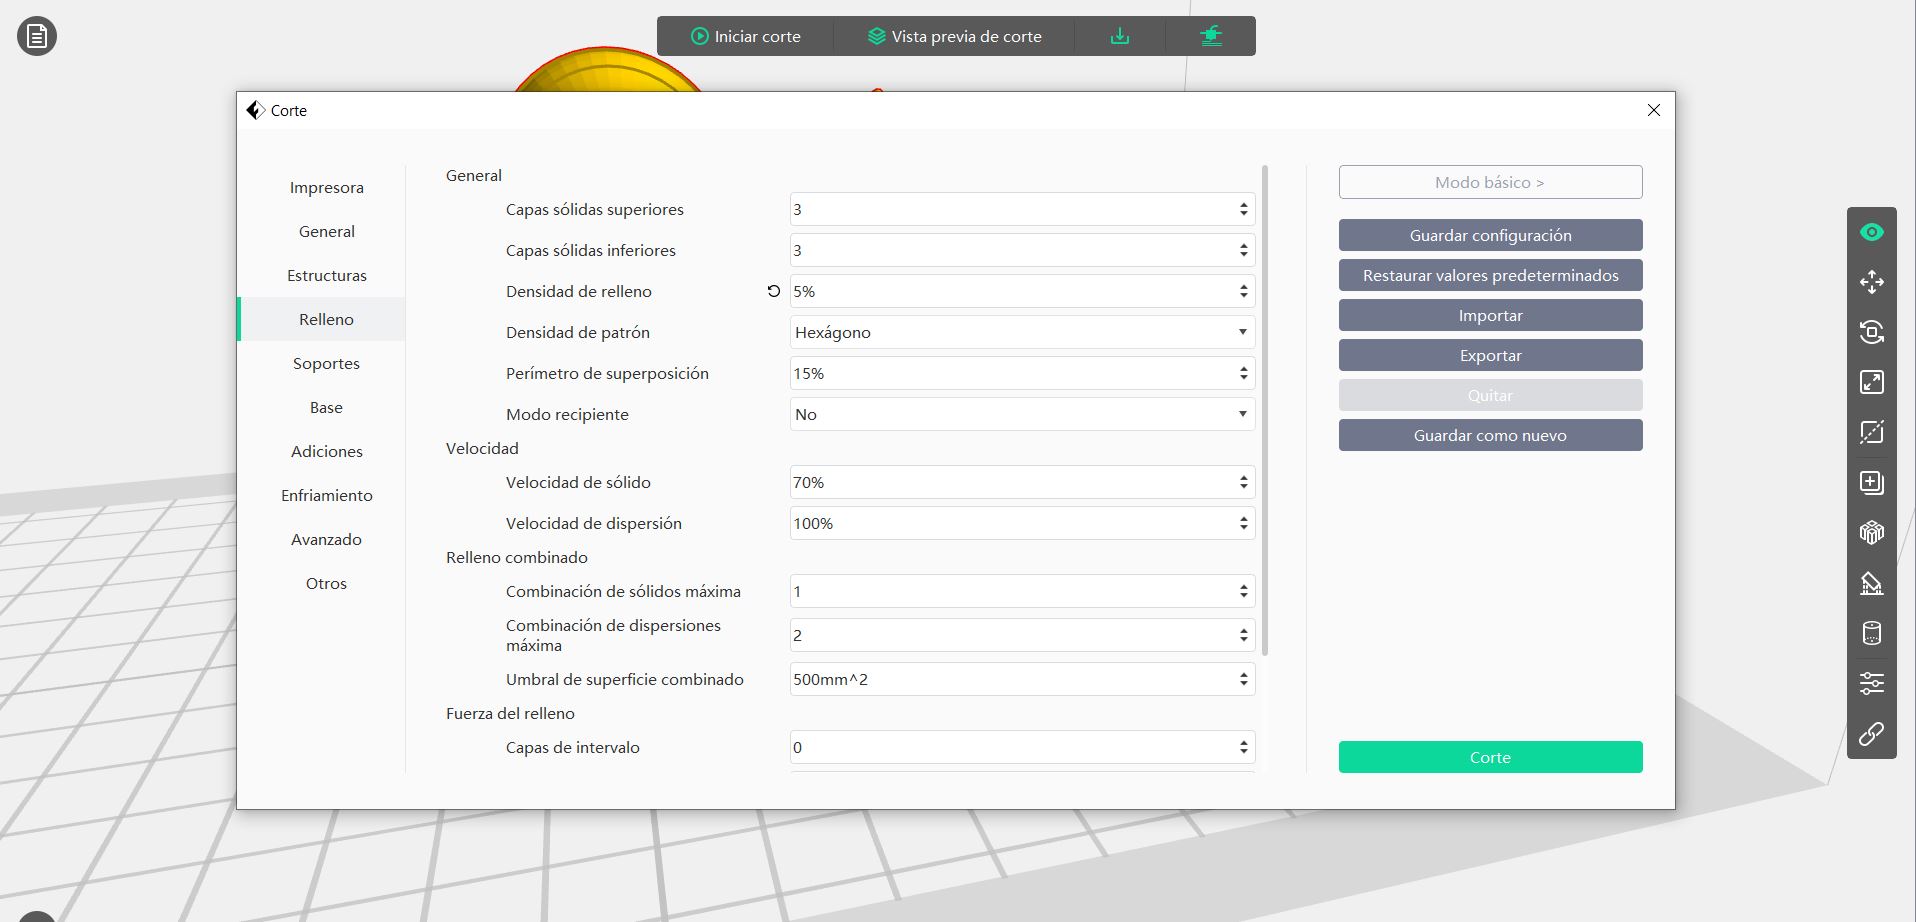 Iniciar corte
Vista previa de corte
Corte
Impresora
General
Estructuras
Relleno
Soportes
Base
Adiciones
Enfriamiento
Avanzado
Otros
General
Capas sólidas superiores 3
Capas sólidas inferiores 3
Densidad de relleno 5%
Densidad de patrón Hexágono
Perímetro de superposición 15%
Modo recipiente No
Velocidad
Velocidad de sólido 70%
Velocidad de dispersión 100%
Relleno combinado
Combinación de sólidos máxima 1
Combinación de dispersiones
máxima 2
Umbral de superficie combinado 500mm^2
Fuerza del relleno
Capas de intervalo 0
Modo básico >
Guardar configuración
Restaurar valores predeterminados
Importar
Exportar
Quitar
Guardar como nuevo
Corte